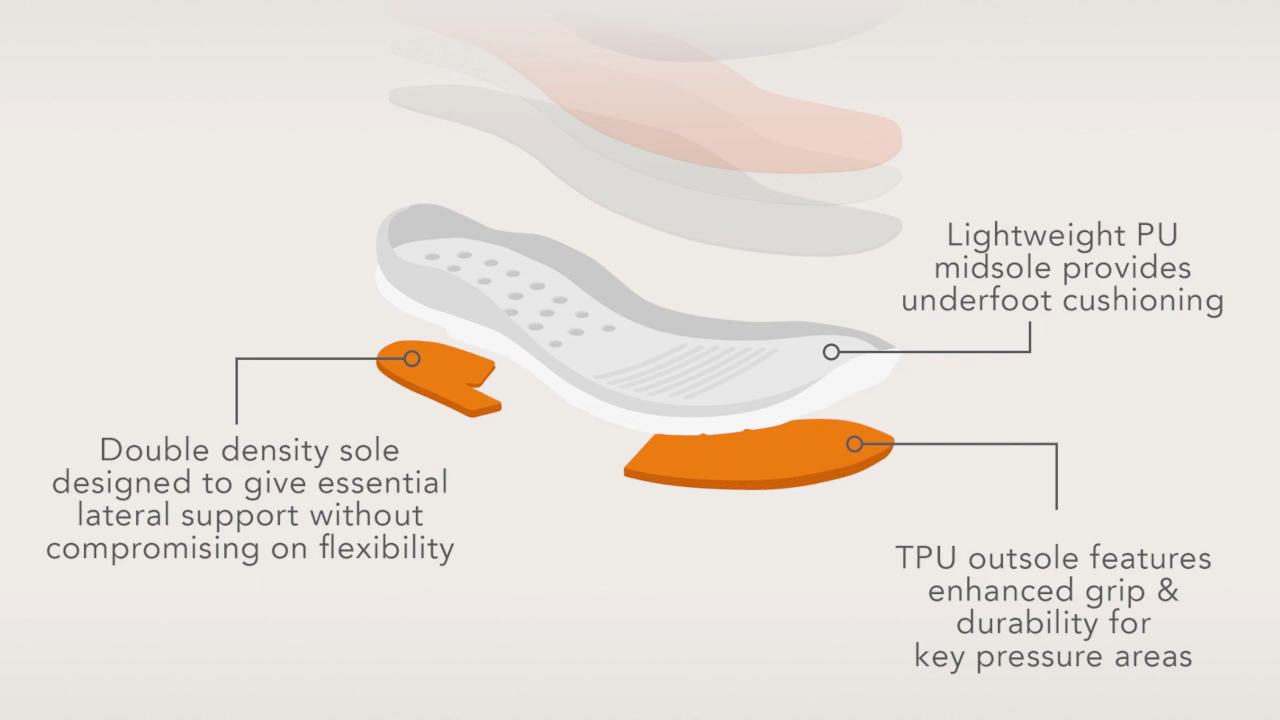 Lightweight PU
midsole provides
underfoot cushioning
Double density sole
designed to give essential
lateral support without
compromising on flexibility
TPU outsole features
enhanced grip &
durability for
key pressure areas